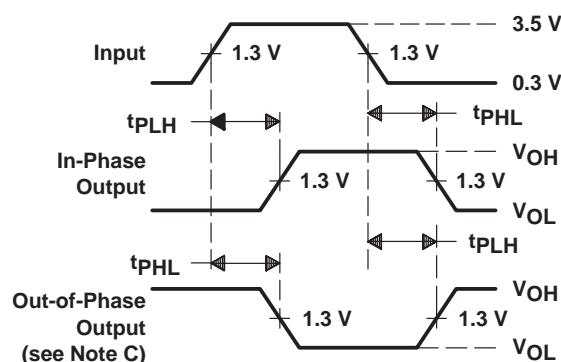 3.5 V
Input
1.3 V
1.3 V
0.3 V
tPLH
tPHL
In-Phase
Output
VOH
1.3 V
1.3 V
VOL
tPHL
tPLH
Out-of-Phase
Output
(see Note C)
VOH
1.3 V
1.3 V
VOL